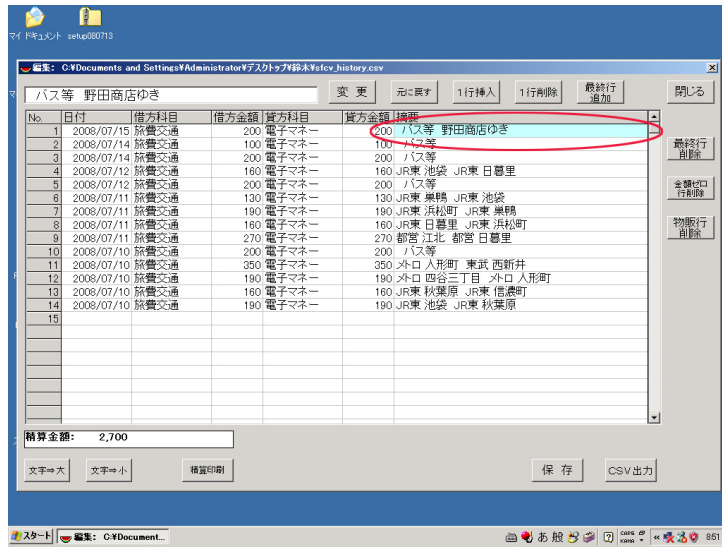 マイ ドキュメント setup080713
編集: C:¥Documents and Settings¥Administrator¥デスクトップ¥鈴木¥sfcv_history.csv
バス等 野田商店ゆき 変 更 元に戻す 1行挿入 1行削除 最終行追加 閉じる
No. 日付 借方科目 借方金額 貸方科目 貸方金額 摘要
1 2008/07/15 旅費交通 200 電子マネー 200 バス等 野田商店ゆき
2 2008/07/14 旅費交通 100 電子マネー 100 バス等
3 2008/07/14 旅費交通 200 電子マネー 200 バス等
4 2008/07/12 旅費交通 160 電子マネー 160 JR東 池袋 JR東 日暮里
5 2008/07/12 旅費交通 200 電子マネー 200 バス等
6 2008/07/11 旅費交通 130 電子マネー 130 JR東 巣鴨 JR東 池袋
7 2008/07/11 旅費交通 190 電子マネー 190 JR東 浜松町 JR東 巣鴨
8 2008/07/11 旅費交通 160 電子マネー 160 JR東 日暮里 JR東 浜松町
9 2008/07/11 旅費交通 270 電子マネー 270 都営 江北 都営 日暮里
10 2008/07/10 旅費交通 200 電子マネー 200 バス等
11 2008/07/10 旅費交通 350 電子マネー 350 メトロ 人形町 東武 西新井
12 2008/07/10 旅費交通 190 電子マネー 190 メトロ 四谷三丁目 メトロ 人形町
13 2008/07/10 旅費交通 160 電子マネー 160 JR東 秋葉原 JR東 信濃町
14 2008/07/10 旅費交通 190 電子マネー 190 JR東 池袋 JR東 秋葉原
15
最終行削除
金額ゼロ行削除
物販行削除
精算金額: 2,700
文字⇒大 文字⇒小 精算印刷 保 存 CSV出力
スタート 編集: C:¥Document... あ 般 CAPS KANA 8:51